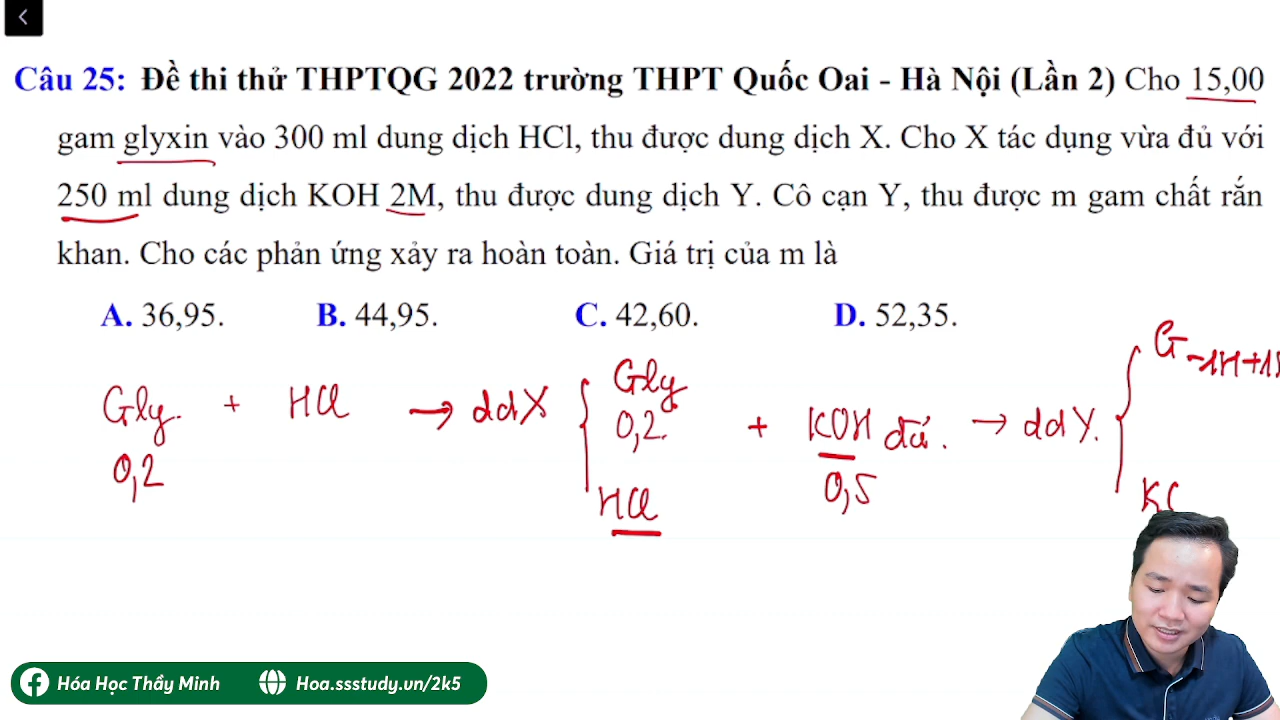 Câu 25: Đề thi thử THPTQG 2022 trường THPT Quốc Oai - Hà Nội (Lần 2) Cho 15,00
gam glyxin vào 300 ml dung dịch HCl, thu được dung dịch X. Cho X tác dụng vừa đủ với
250 ml dung dịch KOH 2M, thu được dung dịch Y. Cô cạn Y, thu được m gam chất rắn
khan. Cho các phản ứng xảy ra hoàn toàn. Giá trị của m là
A. 36,95. B. 44,95. C. 42,60. D. 52,35.
Gly + HCl → ddX { Gly 0,2 HCl + KOH đủ. → ddY. { G -1H+1
0,2 0,5
Hóa Học Thầy Minh Hoa.ssstudy.vn/2k5